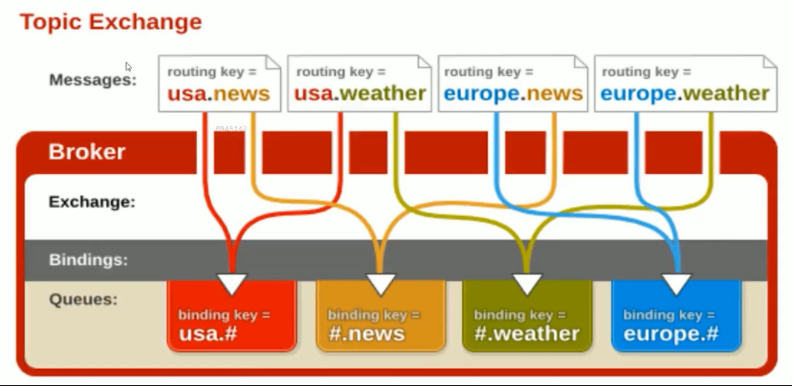 Topic Exchange
Messages:
routing key =
usa.news
routing key =
usa.weather
routing key =
europe.news
routing key =
europe.weather
Broker
Exchange:
Bindings:
Queues:
binding key =
usa.#
binding key =
#.news
binding key =
#.weather
binding key =
europe.#